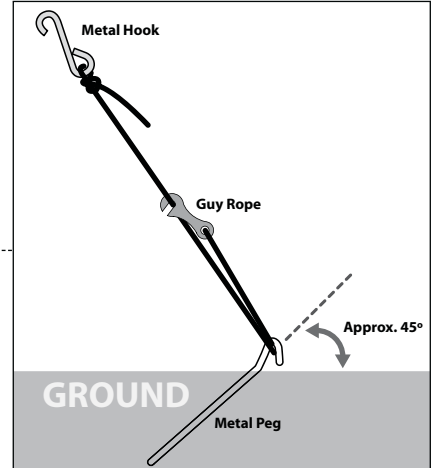 Metal Hook
Guy Rope
Approx. 45º
GROUND
Metal Peg